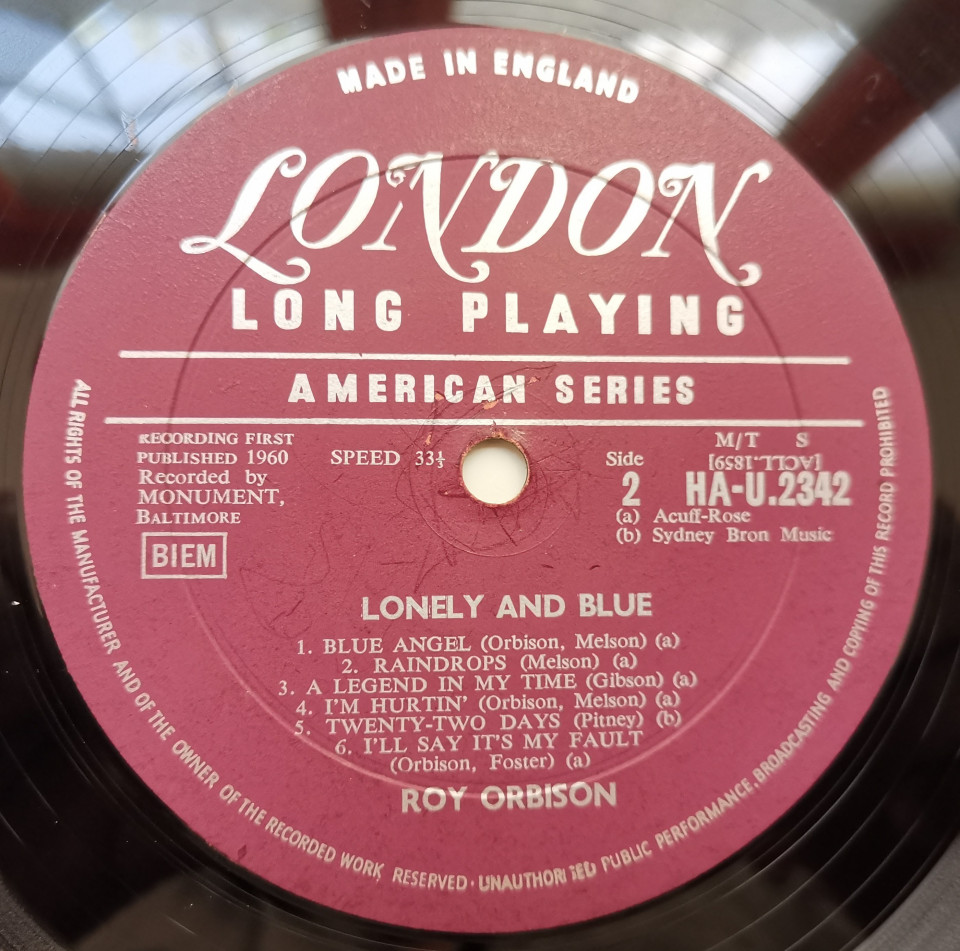 MADE IN ENGLAND
LONDON
LONG PLAYING
AMERICAN SERIES
RECORDING FIRST
PUBLISHED 1960
Recorded by
MONUMENT,
BALTIMORE
BIEM
SPEED 33⅓
Side
2
M/T S
[ACLL.1859]
HA-U.2342
(a) Acuff-Rose
(b) Sydney Bron Music
LONELY AND BLUE
1. BLUE ANGEL (Orbison, Melson) (a)
2. RAINDROPS (Melson) (a)
3. A LEGEND IN MY TIME (Gibson) (a)
4. I'M HURTIN' (Orbison, Melson) (a)
5. TWENTY-TWO DAYS (Pitney) (b)
6. I'LL SAY IT'S MY FAULT
(Orbison, Foster) (a)
ROY ORBISON
ALL RIGHTS OF THE MANUFACTURER AND OF THE OWNER OF THE RECORDED WORK RESERVED · UNAUTHORISED PUBLIC PERFORMANCE, BROADCASTING AND COPYING OF THIS RECORD PROHIBITED